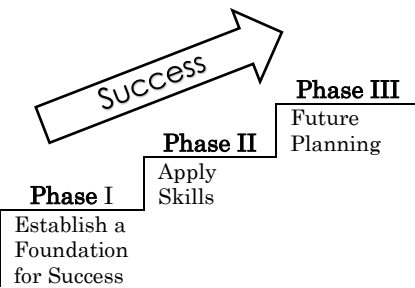 Success
Phase III
Future
Planning
Phase II
Apply
Skills
Phase I
Establish a
Foundation
for Success